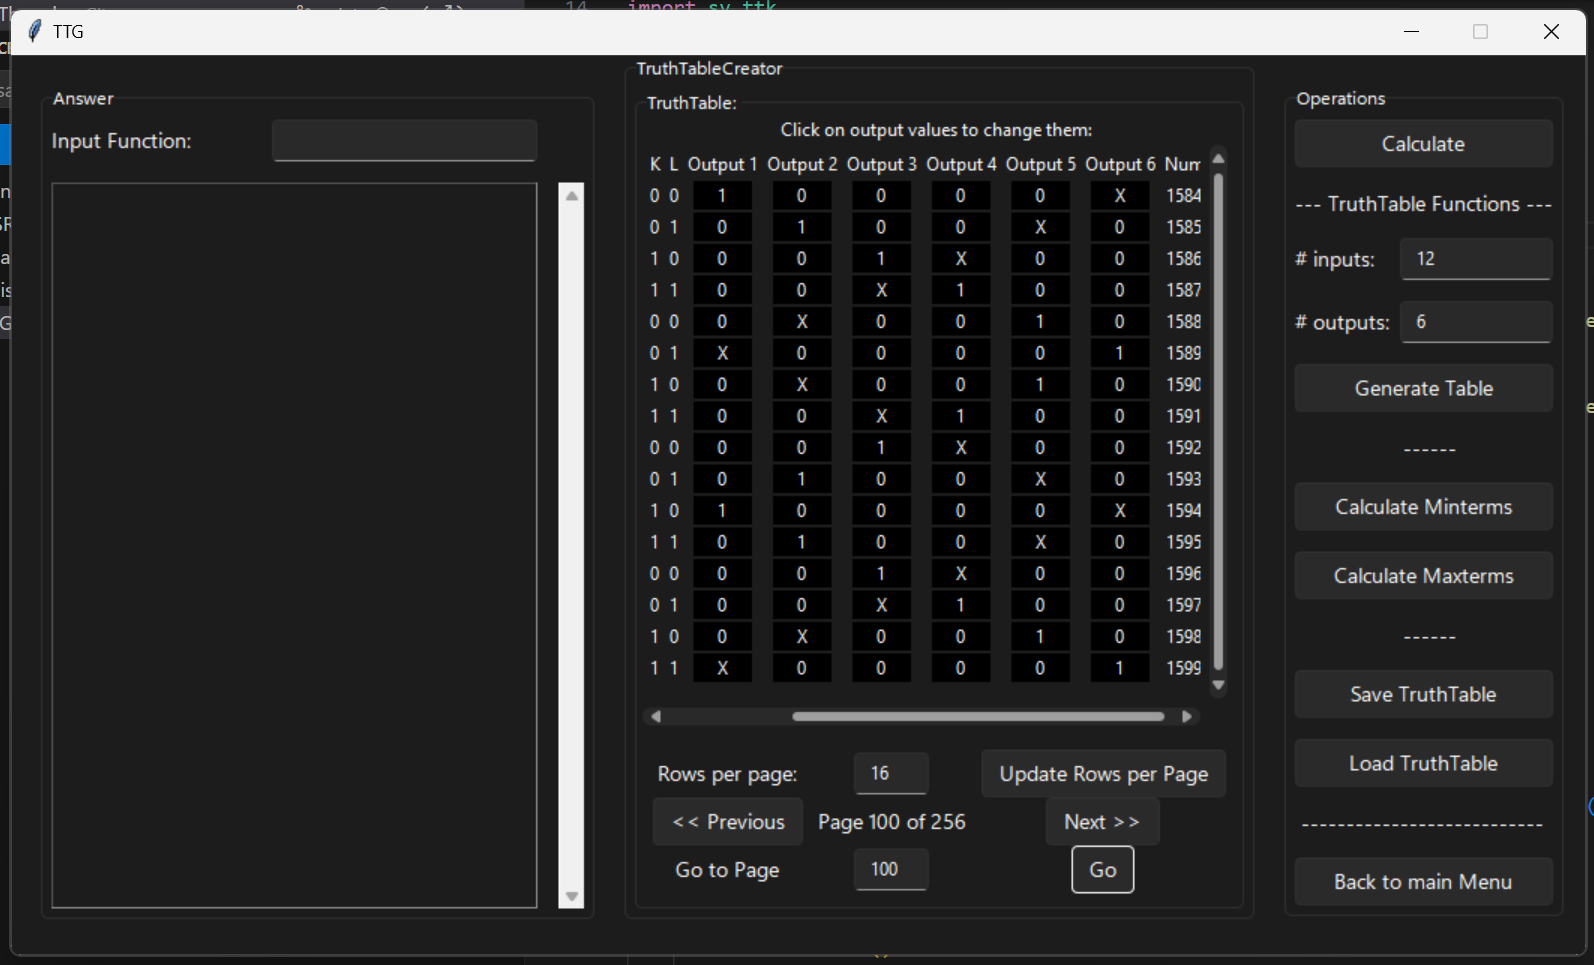 TTG
Answer
Input Function:
TruthTableCreator
TruthTable:
Click on output values to change them:
K L Output 1 Output 2 Output 3 Output 4 Output 5 Output 6 Num
0 0 1 0 0 0 0 X 1584
0 1 0 1 0 0 X 0 1585
1 0 0 0 1 X 0 0 1586
1 1 0 0 X 1 0 0 1587
0 0 0 X 0 0 1 0 1588
0 1 X 0 0 0 0 1 1589
1 0 0 X 0 0 1 0 1590
1 1 0 0 X 1 0 0 1591
0 0 0 0 1 X 0 0 1592
0 1 0 1 0 0 X 0 1593
1 0 1 0 0 0 0 X 1594
1 1 0 1 0 0 X 0 1595
0 0 0 0 1 X 0 0 1596
0 1 0 0 X 1 0 0 1597
1 0 0 X 0 0 1 0 1598
1 1 X 0 0 0 0 1 1599
Rows per page: 16 Update Rows per Page
<< Previous Page 100 of 256 Next >>
Go to Page 100 Go
Operations
Calculate
--- TruthTable Functions ---
# inputs: 12
# outputs: 6
Generate Table
------
Calculate Minterms
Calculate Maxterms
------
Save TruthTable
Load TruthTable
--------------------------
Back to main Menu